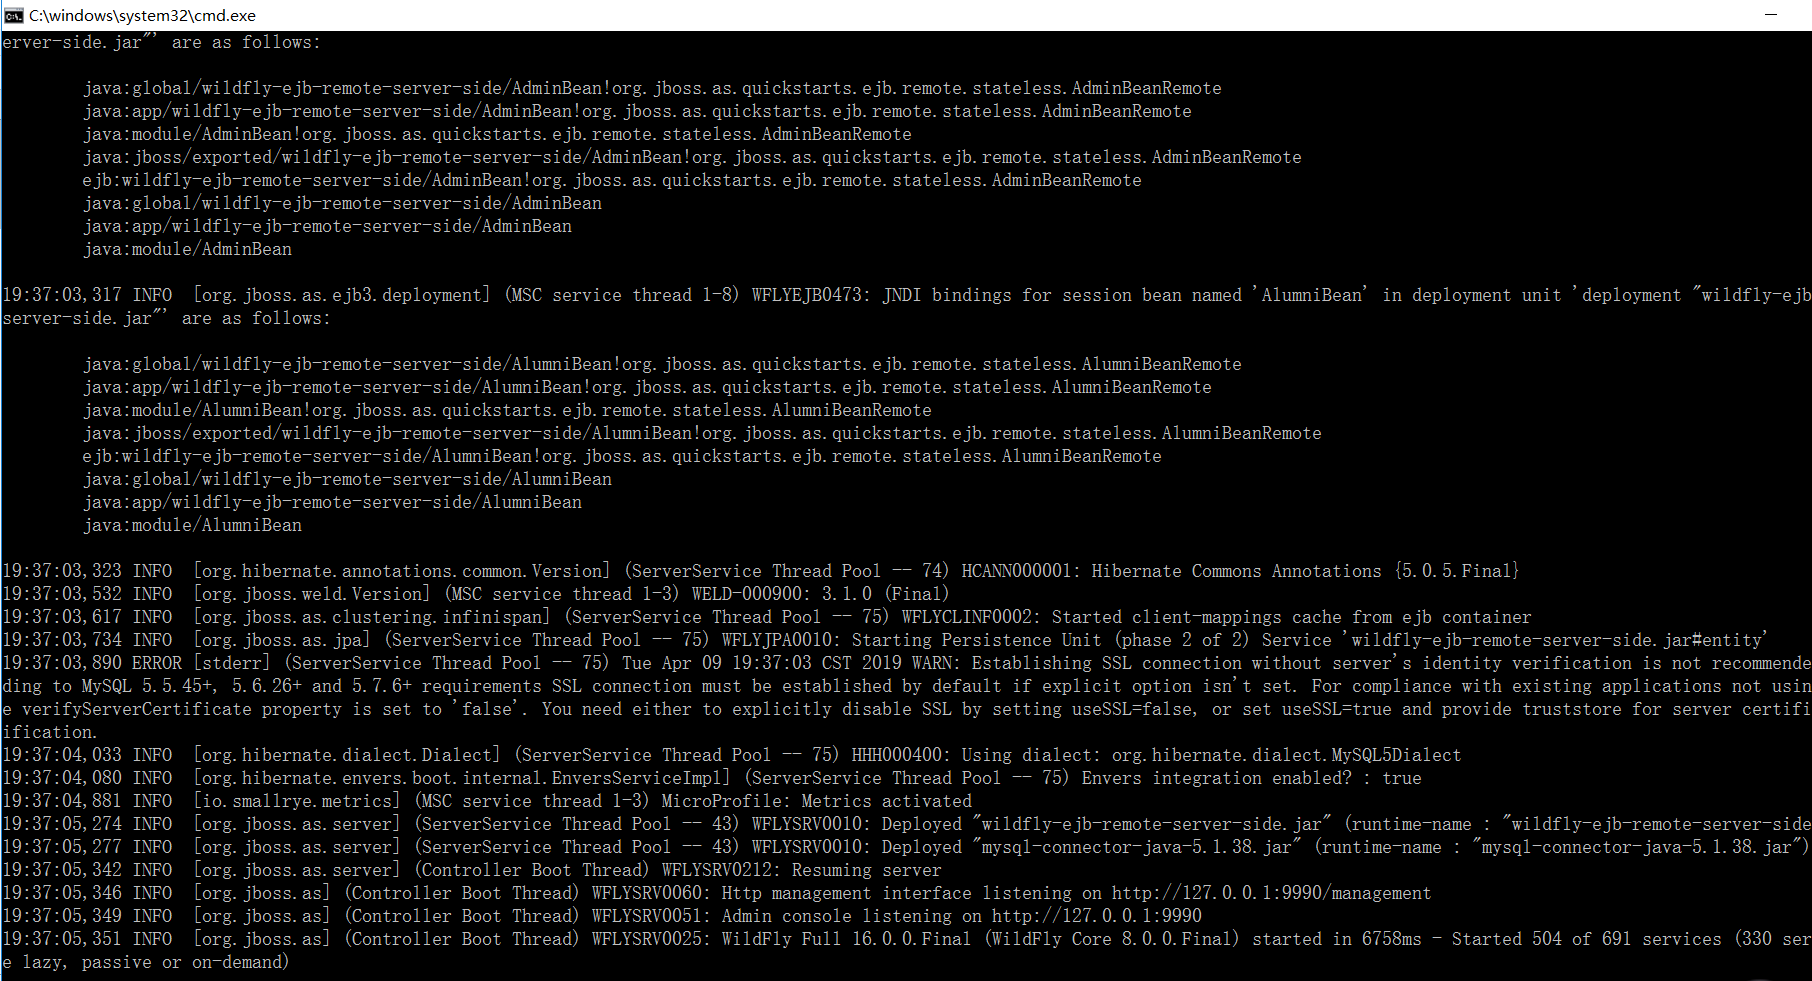 C:\windows\system32\cmd.exe
erver-side.jar"' are as follows:
java:global/wildfly-ejb-remote-server-side/AdminBean!org.jboss.as.quickstarts.ejb.remote.stateless.AdminBeanRemote
java:app/wildfly-ejb-remote-server-side/AdminBean!org.jboss.as.quickstarts.ejb.remote.stateless.AdminBeanRemote
java:module/AdminBean!org.jboss.as.quickstarts.ejb.remote.stateless.AdminBeanRemote
java:jboss/exported/wildfly-ejb-remote-server-side/AdminBean!org.jboss.as.quickstarts.ejb.remote.stateless.AdminBeanRemote
ejb:wildfly-ejb-remote-server-side/AdminBean!org.jboss.as.quickstarts.ejb.remote.stateless.AdminBeanRemote
java:global/wildfly-ejb-remote-server-side/AdminBean
java:app/wildfly-ejb-remote-server-side/AdminBean
java:module/AdminBean
19:37:03,317 INFO  [org.jboss.as.ejb3.deployment] (MSC service thread 1-8) WFLYEJB0473: JNDI bindings for session bean named 'AlumniBean' in deployment unit 'deployment "wildfly-ejb
server-side.jar"' are as follows:
java:global/wildfly-ejb-remote-server-side/AlumniBean!org.jboss.as.quickstarts.ejb.remote.stateless.AlumniBeanRemote
java:app/wildfly-ejb-remote-server-side/AlumniBean!org.jboss.as.quickstarts.ejb.remote.stateless.AlumniBeanRemote
java:module/AlumniBean!org.jboss.as.quickstarts.ejb.remote.stateless.AlumniBeanRemote
java:jboss/exported/wildfly-ejb-remote-server-side/AlumniBean!org.jboss.as.quickstarts.ejb.remote.stateless.AlumniBeanRemote
ejb:wildfly-ejb-remote-server-side/AlumniBean!org.jboss.as.quickstarts.ejb.remote.stateless.AlumniBeanRemote
java:global/wildfly-ejb-remote-server-side/AlumniBean
java:app/wildfly-ejb-remote-server-side/AlumniBean
java:module/AlumniBean
19:37:03,323 INFO  [org.hibernate.annotations.common.Version] (ServerService Thread Pool -- 74) HCANN000001: Hibernate Commons Annotations {5.0.5.Final}
19:37:03,532 INFO  [org.jboss.weld.Version] (MSC service thread 1-3) WELD-000900: 3.1.0 (Final)
19:37:03,617 INFO  [org.jboss.as.clustering.infinispan] (ServerService Thread Pool -- 75) WFLYCLINF0002: Started client-mappings cache from ejb container
19:37:03,734 INFO  [org.jboss.as.jpa] (ServerService Thread Pool -- 75) WFLYJPA0010: Starting Persistence Unit (phase 2 of 2) Service 'wildfly-ejb-remote-server-side.jar#entity'
19:37:03,890 ERROR [stderr] (ServerService Thread Pool -- 75) Tue Apr 09 19:37:03 CST 2019 WARN: Establishing SSL connection without server's identity verification is not recommende
ding to MySQL 5.5.45+, 5.6.26+ and 5.7.6+ requirements SSL connection must be established by default if explicit option isn't set. For compliance with existing applications not usin
e verifyServerCertificate property is set to 'false'. You need either to explicitly disable SSL by setting useSSL=false, or set useSSL=true and provide truststore for server certifi
ification.
19:37:04,033 INFO  [org.hibernate.dialect.Dialect] (ServerService Thread Pool -- 75) HHH000400: Using dialect: org.hibernate.dialect.MySQL5Dialect
19:37:04,080 INFO  [org.hibernate.envers.boot.internal.EnversServiceImpl] (ServerService Thread Pool -- 75) Envers integration enabled? : true
19:37:04,881 INFO  [io.smallrye.metrics] (MSC service thread 1-3) MicroProfile: Metrics activated
19:37:05,274 INFO  [org.jboss.as.server] (ServerService Thread Pool -- 43) WFLYSRV0010: Deployed "wildfly-ejb-remote-server-side.jar" (runtime-name : "wildfly-ejb-remote-server-side
19:37:05,277 INFO  [org.jboss.as.server] (ServerService Thread Pool -- 43) WFLYSRV0010: Deployed "mysql-connector-java-5.1.38.jar" (runtime-name : "mysql-connector-java-5.1.38.jar")
19:37:05,342 INFO  [org.jboss.as.server] (Controller Boot Thread) WFLYSRV0212: Resuming server
19:37:05,346 INFO  [org.jboss.as] (Controller Boot Thread) WFLYSRV0060: Http management interface listening on http://127.0.0.1:9990/management
19:37:05,349 INFO  [org.jboss.as] (Controller Boot Thread) WFLYSRV0051: Admin console listening on http://127.0.0.1:9990
19:37:05,351 INFO  [org.jboss.as] (Controller Boot Thread) WFLYSRV0025: WildFly Full 16.0.0.Final (WildFly Core 8.0.0.Final) started in 6758ms - Started 504 of 691 services (330 ser
e lazy, passive or on-demand)